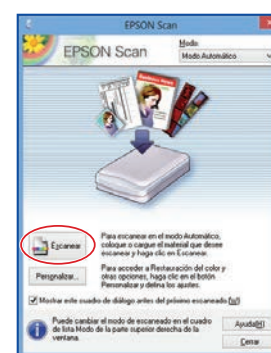 EPSON Scan
EPSON Scan
Modo:
Modo Automático
Escanear
Para escanear en el modo Automático,
coloque o cargue el material que desee
escanear y haga clic en Escanear.
Personalizar...
Para acceder a Restauración del color y
otras opciones, haga clic en el botón
Personalizar y defina los ajustes.
Mostrar este cuadro de diálogo antes del próximo escaneado (w)
Puede cambiar el modo de escaneado en el cuadro
de lista Modo de la parte superior derecha de la
ventana.
Ayuda(H)
Cerrar